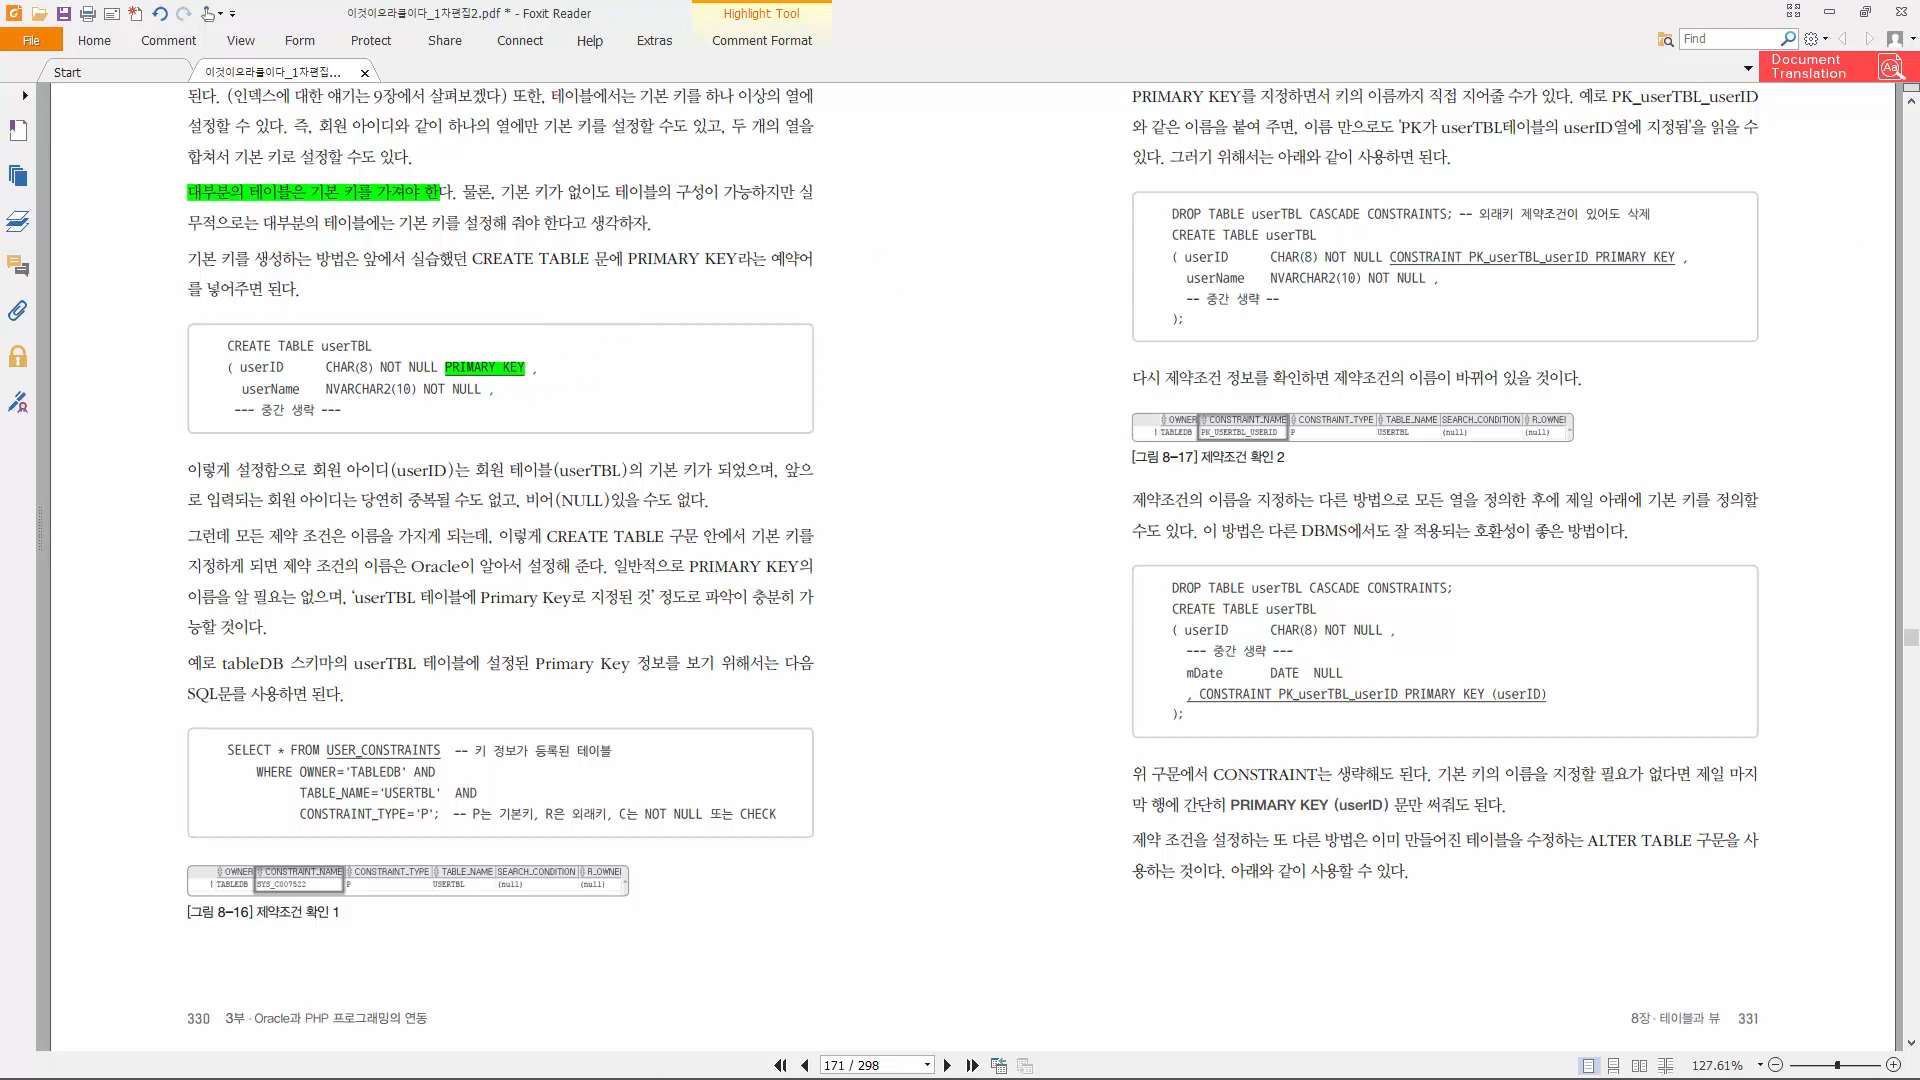 이것이오라클이다_1차편집2.pdf * - Foxit Reader
Highlight Tool
File
Home
Comment
View
Form
Protect
Share
Connect
Help
Extras
Comment Format
Find
Start
이것이오라클이다_1차편집...
Document
Translation
된다. (인덱스에 대한 얘기는 9장에서 살펴보겠다) 또한, 테이블에서는 기본 키를 하나 이상의 열에
설정할 수 있다. 즉, 회원 아이디와 같이 하나의 열에만 기본 키를 설정할 수도 있고, 두 개의 열을
합쳐서 기본 키로 설정할 수도 있다.
대부분의 테이블은 기본 키를 가져야 한다. 물론, 기본 키가 없이도 테이블의 구성이 가능하지만 실
무적으로는 대부분의 테이블에는 기본 키를 설정해 줘야 한다고 생각하자.
기본 키를 생성하는 방법은 앞에서 실습했던 CREATE TABLE 문에 PRIMARY KEY라는 예약어
를 넣어주면 된다.
CREATE TABLE userTBL
( userID CHAR(8) NOT NULL PRIMARY KEY ,
userName NVARCHAR2(10) NOT NULL ,
--- 중간 생략 ---
이렇게 설정함으로 회원 아이디(userID)는 회원 테이블(userTBL)의 기본 키가 되었으며, 앞으
로 입력되는 회원 아이디는 당연히 중복될 수도 없고, 비어(NULL)있을 수도 없다.
그런데 모든 제약 조건은 이름을 가지게 되는데, 이렇게 CREATE TABLE 구문 안에서 기본 키를
지정하게 되면 제약 조건의 이름은 Oracle이 알아서 설정해 준다. 일반적으로 PRIMARY KEY의
이름을 알 필요는 없으며, ‘userTBL 테이블에 Primary Key로 지정된 것’ 정도로 파악이 충분히 가
능할 것이다.
예로 tableDB 스키마의 userTBL 테이블에 설정된 Primary Key 정보를 보기 위해서는 다음
SQL문를 사용하면 된다.
SELECT * FROM USER_CONSTRAINTS -- 키 정보가 등록된 테이블
WHERE OWNER='TABLEDB' AND
TABLE_NAME='USERTBL' AND
CONSTRAINT_TYPE='P'; -- P는 기본키, R은 외래키, C는 NOT NULL 또는 CHECK
OWNER CONSTRAINT_NAME CONSTRAINT_TYPE TABLE_NAME SEARCH_CONDITION R_OWNER
1 TABLEDB SYS_C007522 P USERTBL (null) (null)
[그림 8-16] 제약조건 확인 1
330 3부 · Oracle과 PHP 프로그래밍의 연동
PRIMARY KEY를 지정하면서 키의 이름까지 직접 지어줄 수가 있다. 예로 PK_userTBL_userID
와 같은 이름을 붙여 주면, 이름 만으로도 'PK가 userTBL테이블의 userID열에 지정됨'을 읽을 수
있다. 그러기 위해서는 아래와 같이 사용하면 된다.
DROP TABLE userTBL CASCADE CONSTRAINTS; -- 외래키 제약조건이 있어도 삭제
CREATE TABLE userTBL
( userID CHAR(8) NOT NULL CONSTRAINT PK_userTBL_userID PRIMARY KEY ,
userName NVARCHAR2(10) NOT NULL ,
-- 중간 생략 --
);
다시 제약조건 정보를 확인하면 제약조건의 이름이 바뀌어 있을 것이다.
OWNER CONSTRAINT_NAME CONSTRAINT_TYPE TABLE_NAME SEARCH_CONDITION R_OWNER
1 TABLEDB PK_USERTBL_USERID P USERTBL (null) (null)
[그림 8-17] 제약조건 확인 2
제약조건의 이름을 지정하는 다른 방법으로 모든 열을 정의한 후에 제일 아래에 기본 키를 정의할
수도 있다. 이 방법은 다른 DBMS에서도 잘 적용되는 호환성이 좋은 방법이다.
DROP TABLE userTBL CASCADE CONSTRAINTS;
CREATE TABLE userTBL
( userID CHAR(8) NOT NULL ,
--- 중간 생략 ---
mDate DATE NULL
, CONSTRAINT PK_userTBL_userID PRIMARY KEY (userID)
);
위 구문에서 CONSTRAINT는 생략해도 된다. 기본 키의 이름을 지정할 필요가 없다면 제일 마지
막 행에 간단히 PRIMARY KEY (userID) 문만 써줘도 된다.
제약 조건을 설정하는 또 다른 방법은 이미 만들어진 테이블을 수정하는 ALTER TABLE 구문을 사
용하는 것이다. 아래와 같이 사용할 수 있다.
8장 · 테이블과 뷰 331
171 / 298
127.61%